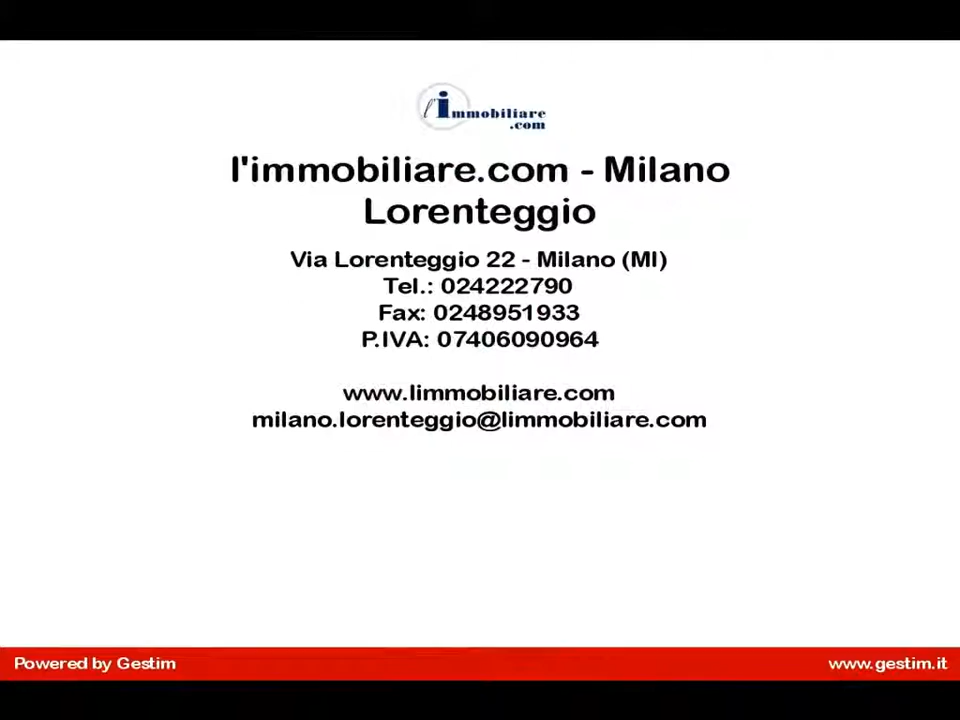 l'immobiliare
.com
l'immobiliare.com - Milano
Lorenteggio
Via Lorenteggio 22 - Milano (MI)
Tel.: 024222790
Fax: 0248951933
P.IVA: 07406090964
www.limmobiliare.com
milano.lorenteggio@limmobiliare.com
Powered by Gestim
www.gestim.it